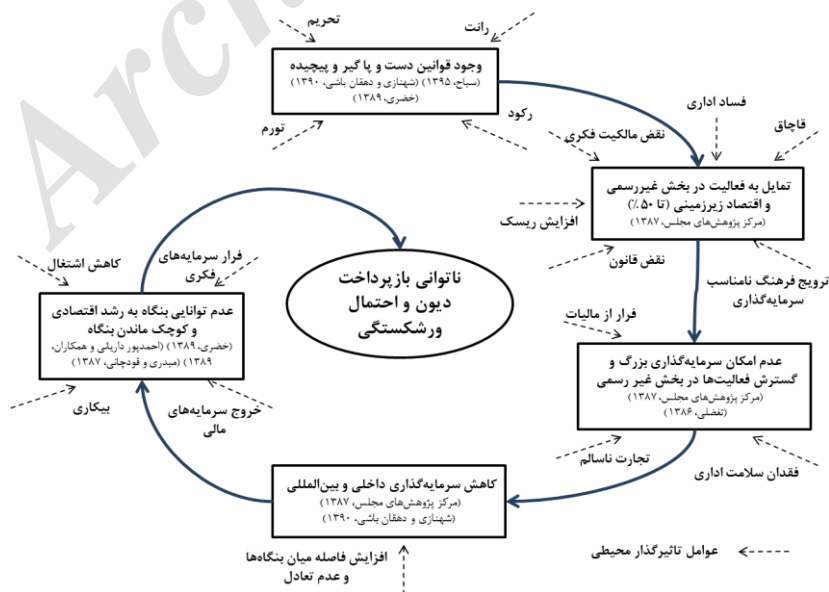 Arch
تحریم
رانت
وجود قوانین دست و پا گیر و پیچیده
(سباح، ۱۳۹۵) (شهنازی و دهقان باشی، ۱۳۹۰)
(خضری، ۱۳۸۹)
تورم
رکود
فساد اداری
قاچاق
نقض مالکیت فکری
تمایل به فعالیت در بخش غیررسمی
و اقتصاد زیرزمینی (تا ۵۰٪)
(مرکز پژوهش‌های مجلس، ۱۳۸۷)
افزایش ریسک
نقض قانون
ترویج فرهنگ نامناسب
سرمایه‌گذاری
فرار از مالیات
عدم امکان سرمایه‌گذاری بزرگ و
گسترش فعالیت‌ها در بخش غیر رسمی
(مرکز پژوهش‌های مجلس، ۱۳۸۷)
(تفضلی، ۱۳۸۶)
تجارت ناسالم
فقدان سلامت اداری
کاهش سرمایه‌گذاری داخلی و بین‌المللی
(مرکز پژوهش‌های مجلس، ۱۳۸۷)
(شهنازی و دهقان باشی، ۱۳۹۰)
افزایش فاصله میان بنگاه‌ها
و عدم تعادل
کاهش اشتغال
فرار سرمایه‌های
فکری
عدم توانایی بنگاه به رشد اقتصادی
و کوچک ماندن بنگاه
(خضری، ۱۳۸۹) (احمدپور داریانی و همکاران،
۱۳۸۹) (میدری و قودجانی، ۱۳۸۷)
بیکاری
خروج سرمایه‌های
مالی
ناتوانی بازپرداخت
دیون و احتمال
ورشکستگی
عوامل تاثیرگذار محیطی